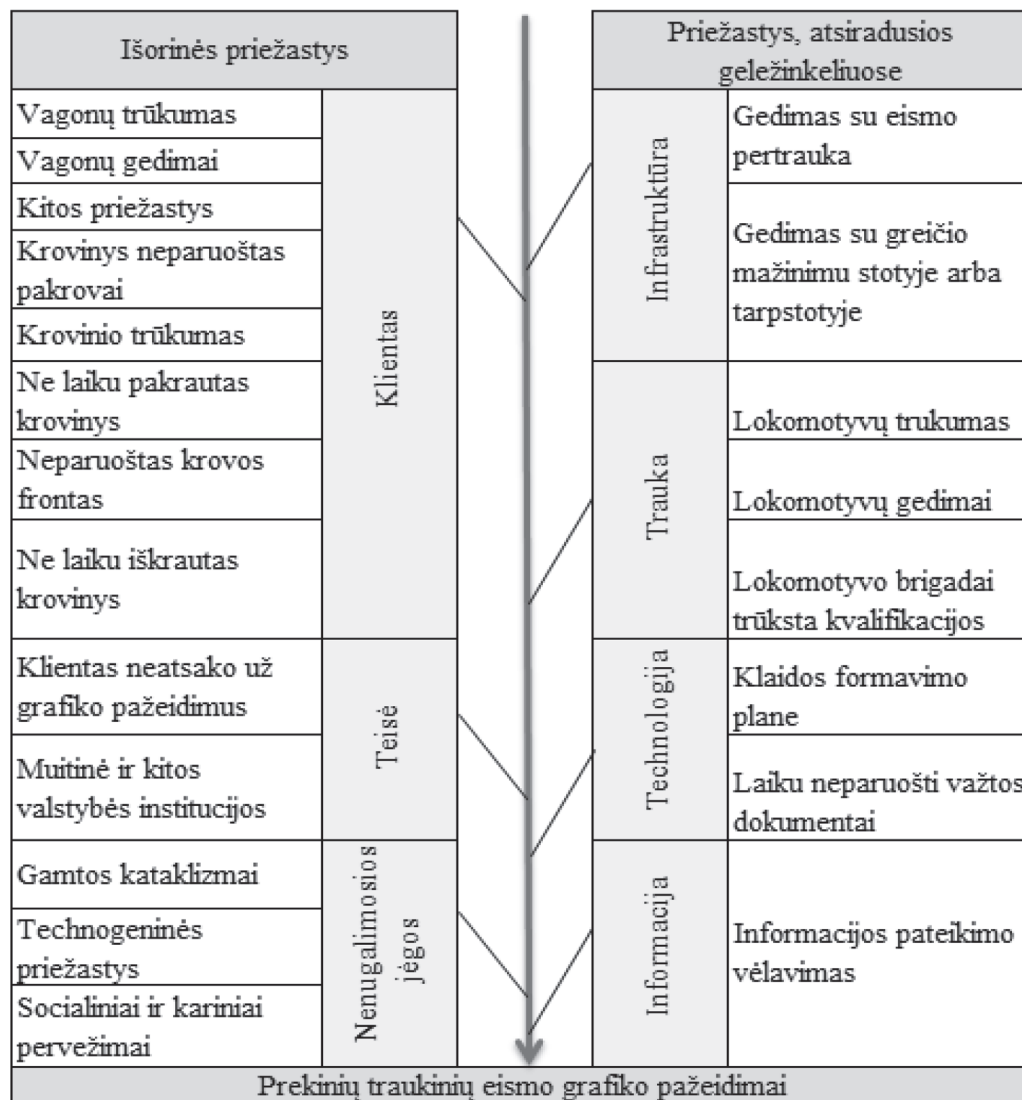 Išorinės priežastys
Vagonų trūkumas
Vagonų gedimai
Kitos priežastys
Krovinys neparuoštas
pakrovai
Krovinio trūkumas
Ne laiku pakrautas
krovinys
Neparuoštas krovos
frontas
Ne laiku iškrautas
krovinys
Klientas
Klientas neatsako už
grafiko pažeidimus
Muitinė ir kitos
valstybės institucijos
Teisė
Gamtos kataklizmai
Technogeninės
priežastys
Socialiniai ir kariniai
pervežimai
Nenugalimosios
jėgos
Priežastys, atsiradusios
geležinkeliuose
Infrastruktūra
Gedimas su eismo
pertrauka
Gedimas su greičio
mažinimu stotyje arba
tarpstotyje
Trauka
Lokomotyvų trukumas
Lokomotyvų gedimai
Lokomotyvo brigadai
trūksta kvalifikacijos
Technologija
Klaidos formavimo
plane
Laiku neparuošti važtos
dokumentai
Informacija
Informacijos pateikimo
vėlavimas
Prekinių traukinių eismo grafiko pažeidimai